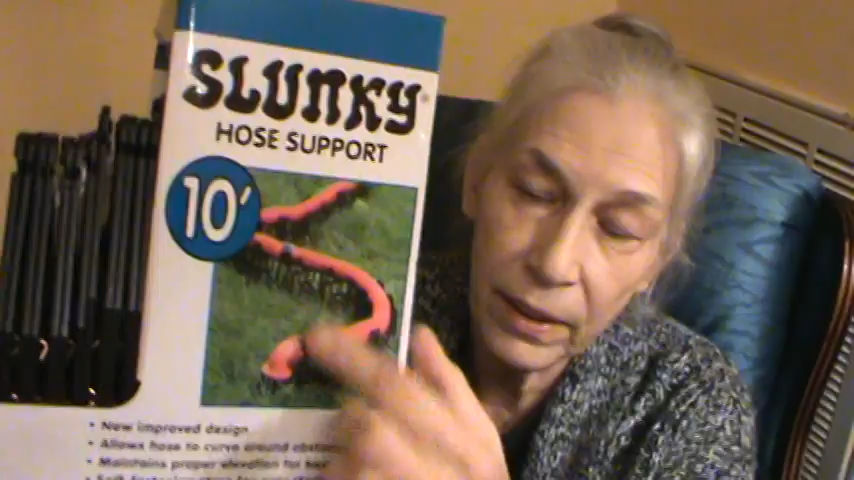 SLUNKY®
HOSE SUPPORT
10'
• New improved design
• Allows hose to curve around
• Maintains proper elevation for